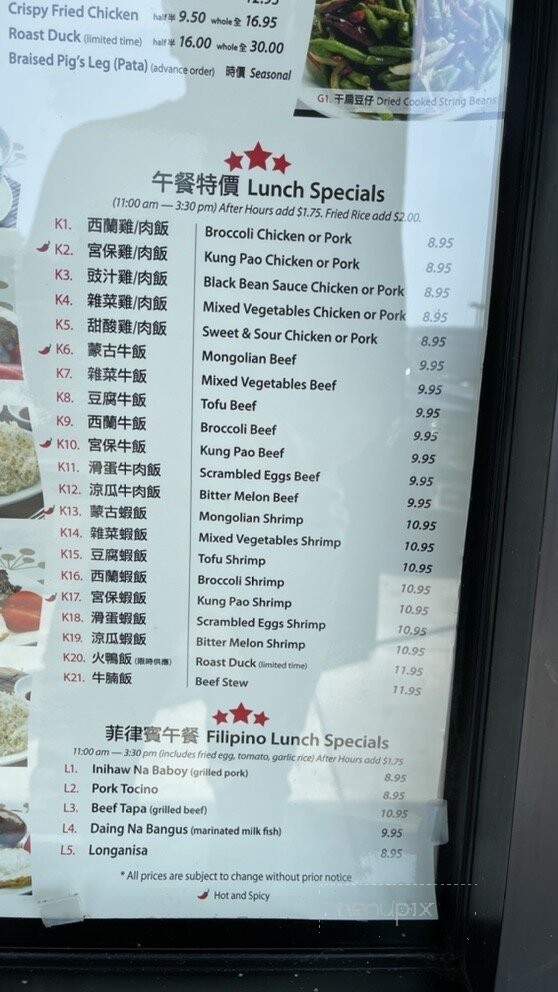 12.95
Crispy Fried Chicken half半 9.50 whole全 16.95
Roast Duck (limited time) half半 16.00 whole全 30.00
Braised Pig's Leg (Pata) (advance order) 時價 Seasonal
G1. 干扁豆仔 Dried Cooked String Beans
午餐特價 Lunch Specials
(11:00 am — 3:30 pm) After Hours add $1.75. Fried Rice add $2.00.
K1. 西蘭雞/肉飯 Broccoli Chicken or Pork 8.95
K2. 宮保雞/肉飯 Kung Pao Chicken or Pork 8.95
K3. 豉汁雞/肉飯 Black Bean Sauce Chicken or Pork 8.95
K4. 雜菜雞/肉飯 Mixed Vegetables Chicken or Pork 8.95
K5. 甜酸雞/肉飯 Sweet & Sour Chicken or Pork 8.95
K6. 蒙古牛飯 Mongolian Beef 9.95
K7. 雜菜牛飯 Mixed Vegetables Beef 9.95
K8. 豆腐牛飯 Tofu Beef 9.95
K9. 西蘭牛飯 Broccoli Beef 9.95
K10. 宮保牛飯 Kung Pao Beef 9.95
K11. 滑蛋牛肉飯 Scrambled Eggs Beef 9.95
K12. 涼瓜牛肉飯 Bitter Melon Beef 9.95
K13. 蒙古蝦飯 Mongolian Shrimp 10.95
K14. 雜菜蝦飯 Mixed Vegetables Shrimp 10.95
K15. 豆腐蝦飯 Tofu Shrimp 10.95
K16. 西蘭蝦飯 Broccoli Shrimp 10.95
K17. 宮保蝦飯 Kung Pao Shrimp 10.95
K18. 滑蛋蝦飯 Scrambled Eggs Shrimp 10.95
K19. 涼瓜蝦飯 Bitter Melon Shrimp 10.95
K20. 火鴨飯 (限時供應) Roast Duck (limited time) 11.95
K21. 牛腩飯 Beef Stew 11.95
菲律賓午餐 Filipino Lunch Specials
11:00 am — 3:30 pm (includes fried egg, tomato, garlic rice) After Hours add $1.75
L1. Inihaw Na Baboy (grilled pork) 8.95
L2. Pork Tocino 8.95
L3. Beef Tapa (grilled beef) 10.95
L4. Daing Na Bangus (marinated milk fish) 9.95
L5. Longanisa 8.95
* All prices are subject to change without prior notice
Hot and Spicy
menupix